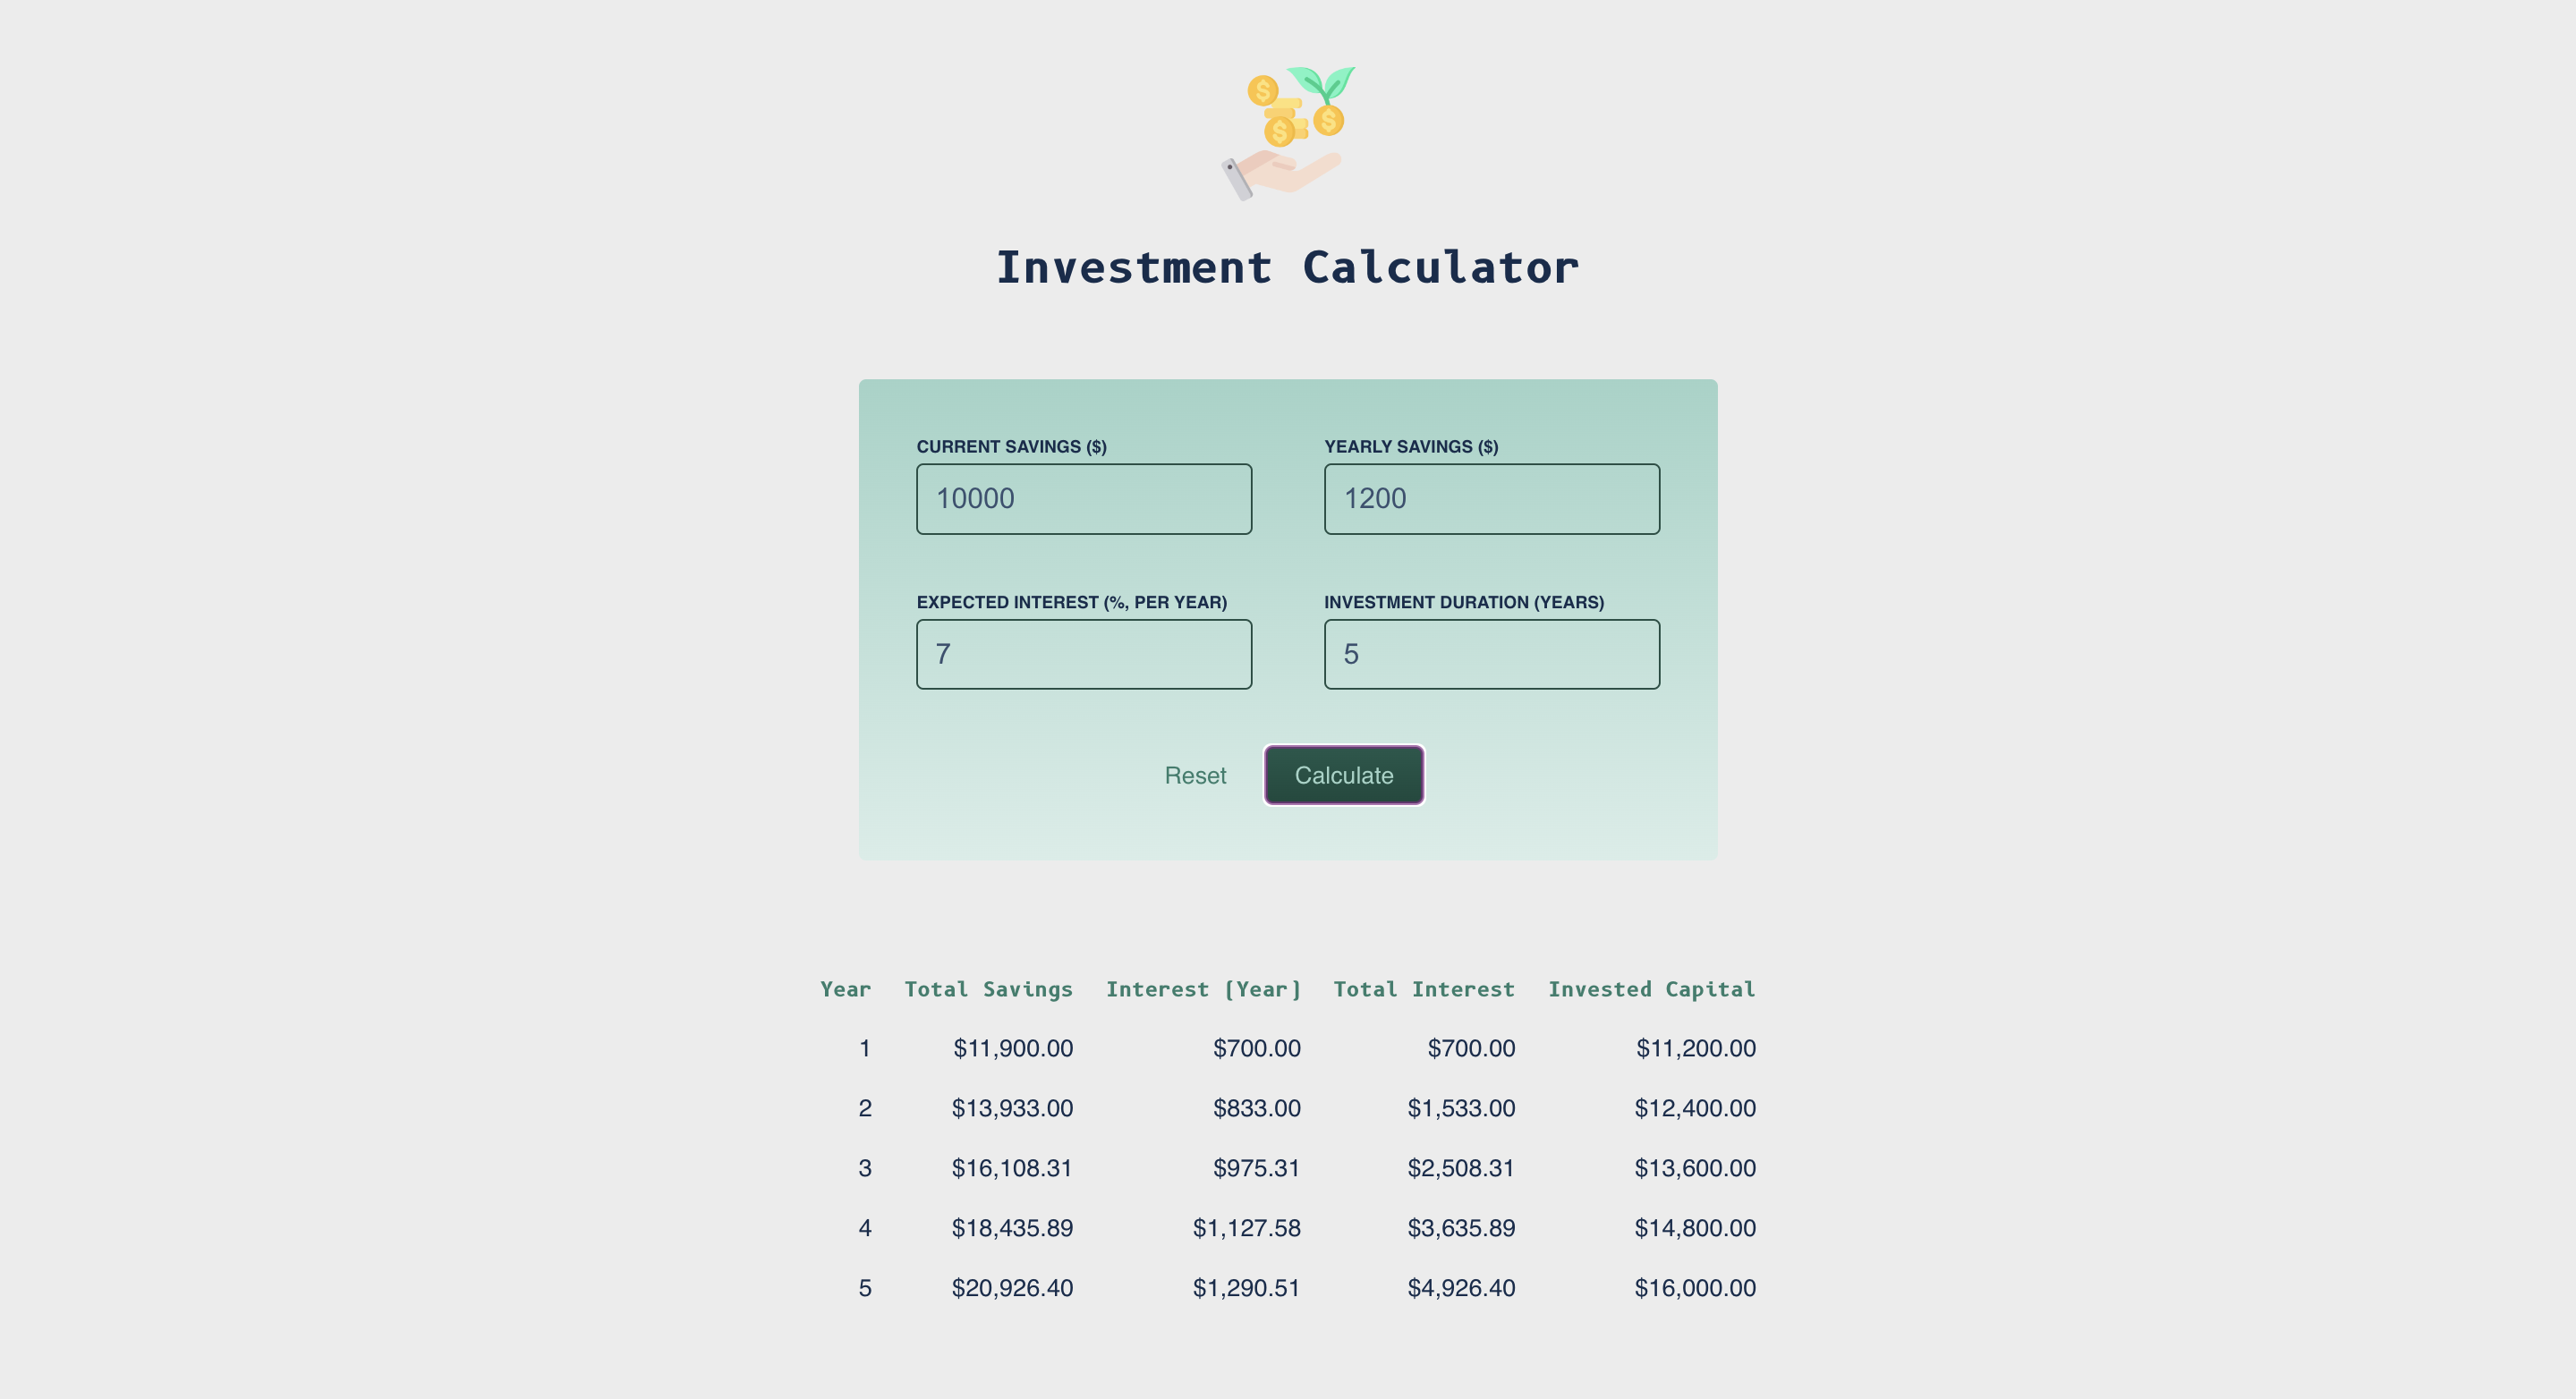 Investment Calculator
CURRENT SAVINGS ($) YEARLY SAVINGS ($)
10000 1200
EXPECTED INTEREST (%, PER YEAR) INVESTMENT DURATION (YEARS)
7 5
Reset Calculate
Year Total Savings Interest (Year) Total Interest Invested Capital
1 $11,900.00 $700.00 $700.00 $11,200.00
2 $13,933.00 $833.00 $1,533.00 $12,400.00
3 $16,108.31 $975.31 $2,508.31 $13,600.00
4 $18,435.89 $1,127.58 $3,635.89 $14,800.00
5 $20,926.40 $1,290.51 $4,926.40 $16,000.00